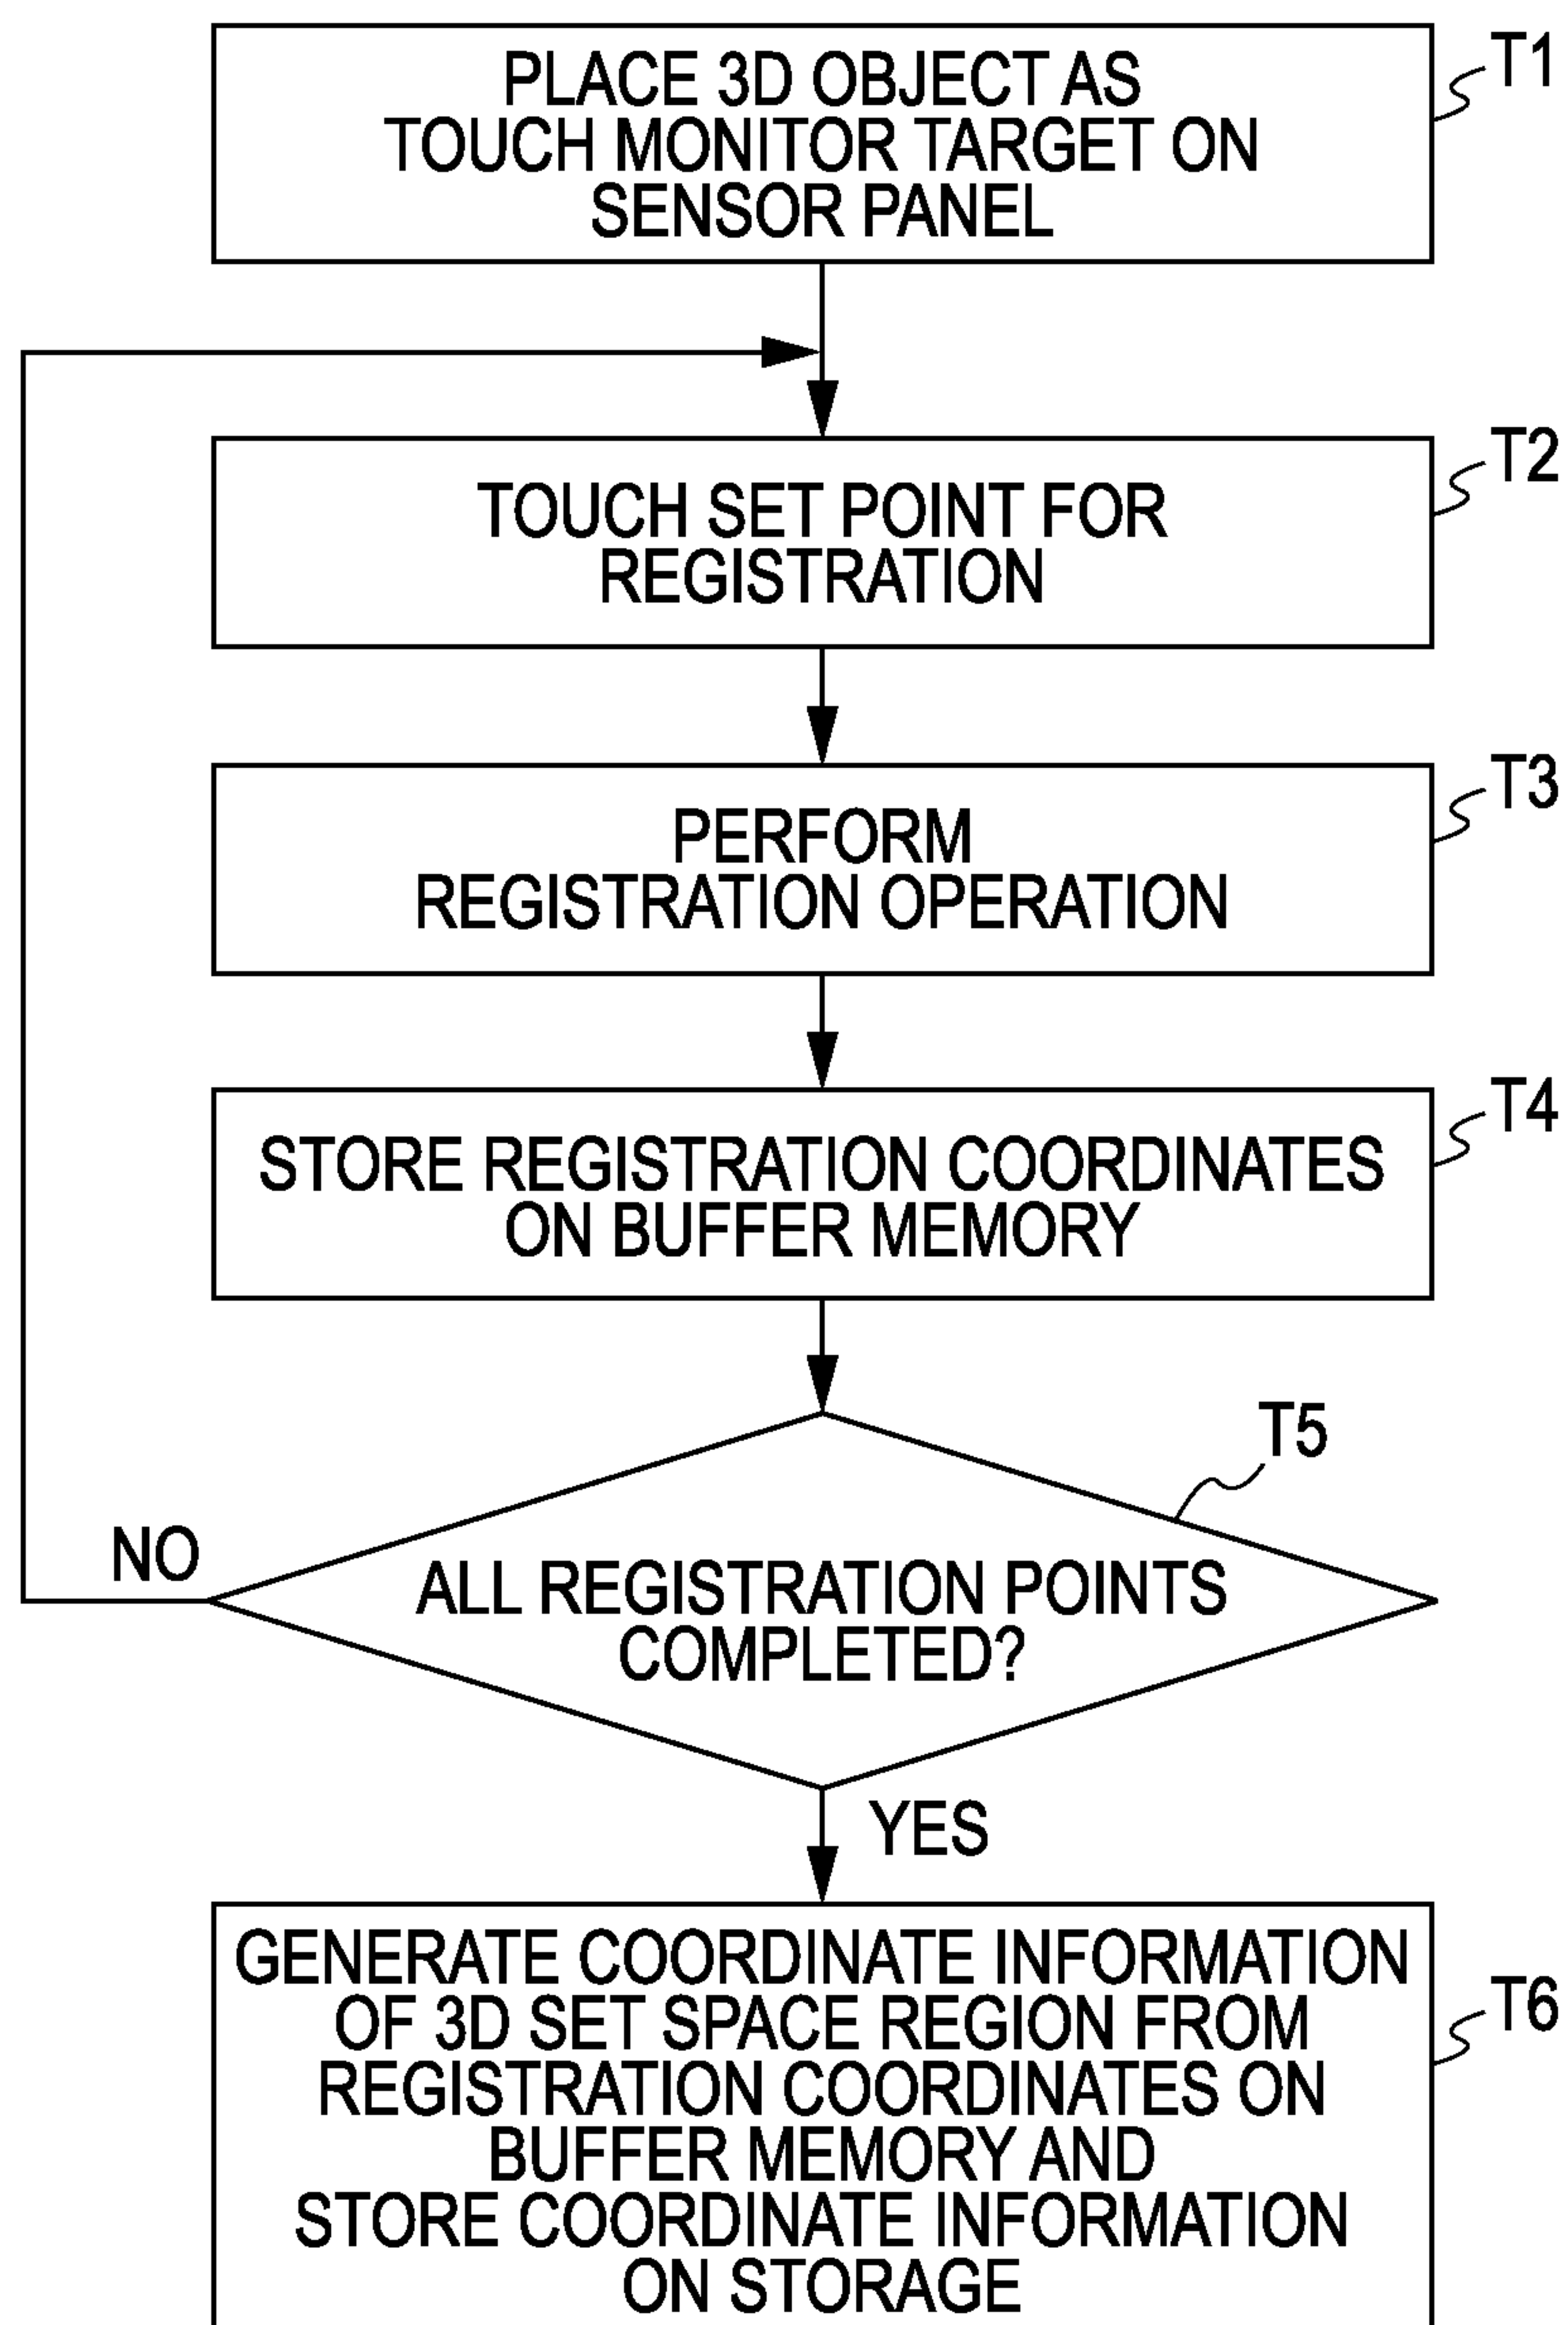 PLACE 3D OBJECT AS
TOUCH MONITOR TARGET ON
SENSOR PANEL
T1
TOUCH SET POINT FOR
REGISTRATION
T2
PERFORM
REGISTRATION OPERATION
T3
STORE REGISTRATION COORDINATES
ON BUFFER MEMORY
T4
ALL REGISTRATION POINTS
COMPLETED?
T5
NO
YES
GENERATE COORDINATE INFORMATION
OF 3D SET SPACE REGION FROM
REGISTRATION COORDINATES ON
BUFFER MEMORY AND
STORE COORDINATE INFORMATION
ON STORAGE
T6